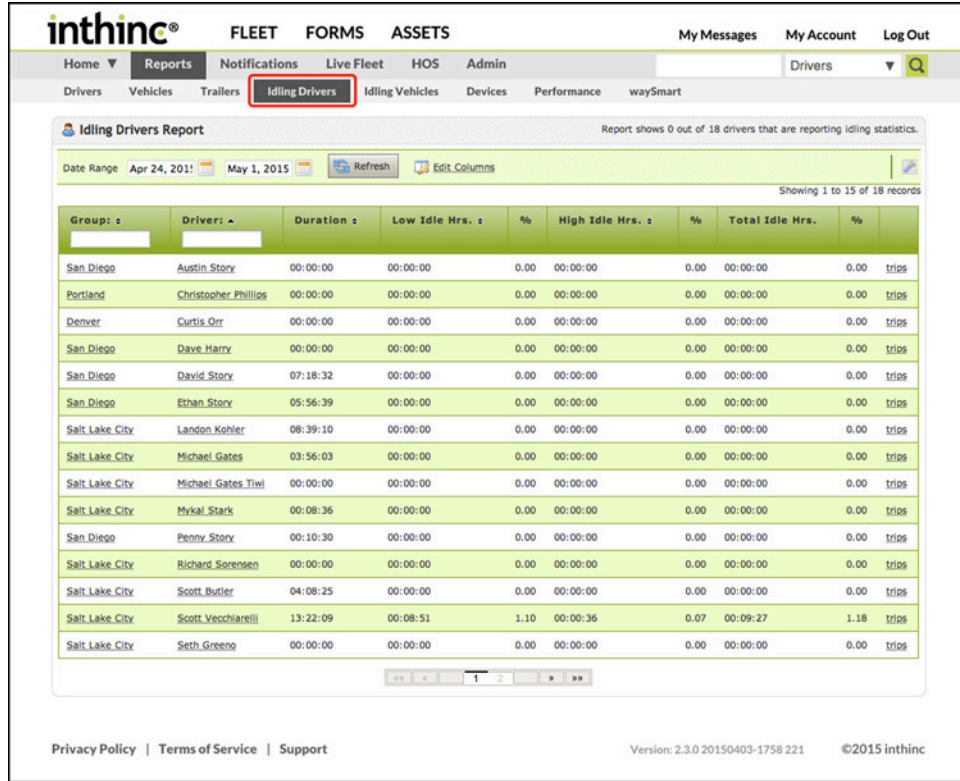 inthinc® FLEET FORMS ASSETS My Messages My Account Log Out
Home ▼ Reports Notifications Live Fleet HOS Admin Drivers ▼
Drivers Vehicles Trailers Idling Drivers Idling Vehicles Devices Performance waySmart
Idling Drivers Report Report shows 0 out of 18 drivers that are reporting idling statistics.
Date Range Apr 24, 201 May 1, 2015 Refresh Edit Columns
Showing 1 to 15 of 18 records
Group: Driver: Duration Low Idle Hrs. % High Idle Hrs. % Total Idle Hrs. %
San Diego Austin Story 00:00:00 00:00:00 0.00 00:00:00 0.00 00:00:00 0.00 trips
Portland Christopher Phillips 00:00:00 00:00:00 0.00 00:00:00 0.00 00:00:00 0.00 trips
Denver Curtis Orr 00:00:00 00:00:00 0.00 00:00:00 0.00 00:00:00 0.00 trips
San Diego Dave Harry 00:00:00 00:00:00 0.00 00:00:00 0.00 00:00:00 0.00 trips
San Diego David Story 07:18:32 00:00:00 0.00 00:00:00 0.00 00:00:00 0.00 trips
San Diego Ethan Story 05:56:39 00:00:00 0.00 00:00:00 0.00 00:00:00 0.00 trips
Salt Lake City Landon Kohler 08:39:10 00:00:00 0.00 00:00:00 0.00 00:00:00 0.00 trips
Salt Lake City Michael Gates 03:56:03 00:00:00 0.00 00:00:00 0.00 00:00:00 0.00 trips
Salt Lake City Michael Gates Tiwi 00:00:00 00:00:00 0.00 00:00:00 0.00 00:00:00 0.00 trips
Salt Lake City Mykal Stark 00:08:36 00:00:00 0.00 00:00:00 0.00 00:00:00 0.00 trips
San Diego Penny Story 00:10:30 00:00:00 0.00 00:00:00 0.00 00:00:00 0.00 trips
Salt Lake City Richard Sorensen 00:00:00 00:00:00 0.00 00:00:00 0.00 00:00:00 0.00 trips
Salt Lake City Scott Butler 04:08:25 00:00:00 0.00 00:00:00 0.00 00:00:00 0.00 trips
Salt Lake City Scott Vecchiarelli 13:22:09 00:08:51 1.10 00:00:36 0.07 00:09:27 1.18 trips
Salt Lake City Seth Greeno 00:00:00 00:00:00 0.00 00:00:00 0.00 00:00:00 0.00 trips
«« « 1 2 » »»
Privacy Policy | Terms of Service | Support Version: 2.3.0 20150403-1758 221 ©2015 inthinc